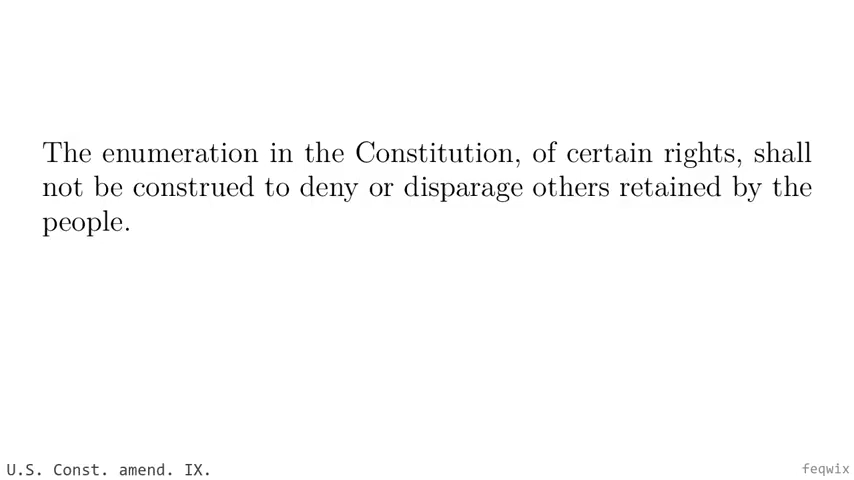 The enumeration in the Constitution, of certain rights, shall
not be construed to deny or disparage others retained by the
people.
U.S. Const. amend. IX.
feqwix